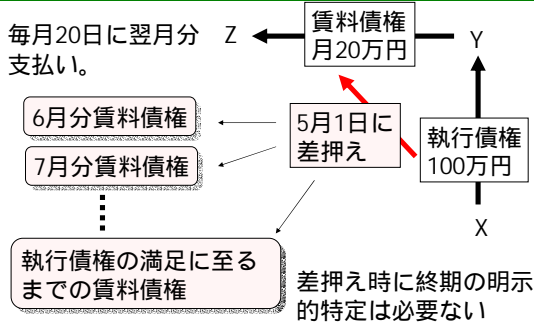 毎月20日に翌月分
支払い。
Z
賃料債権
月20万円
Y
6月分賃料債権
7月分賃料債権
5月1日に
差押え
執行債権
100万円
X
執行債権の満足に至る
までの賃料債権
差押え時に終期の明示
的特定は必要ない